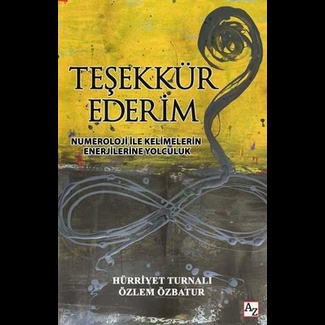 TEŞEKKÜR
EDERİM
NUMEROLOJİ İLE KELİMELERİN
ENERJİLERİNE YOLCULUK
HÜRRİYET TURNALI
ÖZLEM ÖZBATUR
AZ